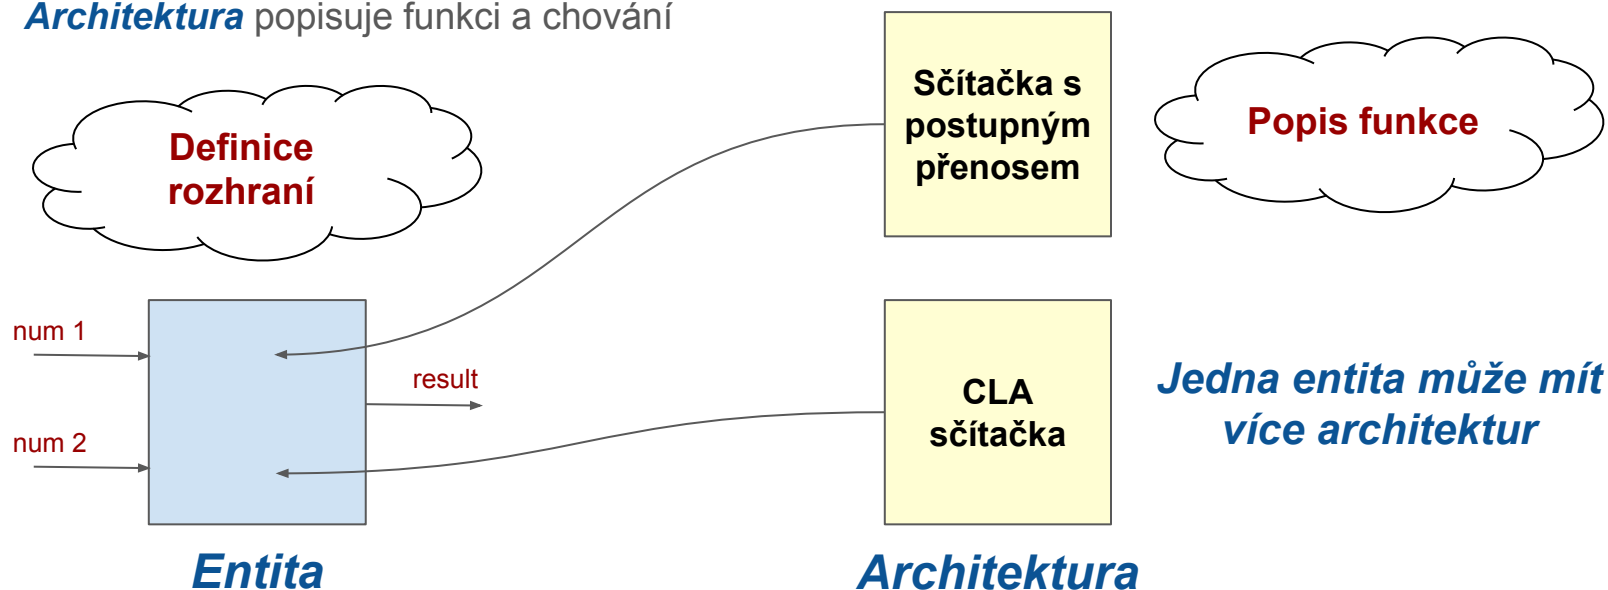 Architektura popisuje funkci a chování
Definice
rozhraní
Sčítačka s
postupným
přenosem
Popis funkce
num 1
num 2
result
CLA
sčítačka
Jedna entita může mít
více architektur
Entita
Architektura